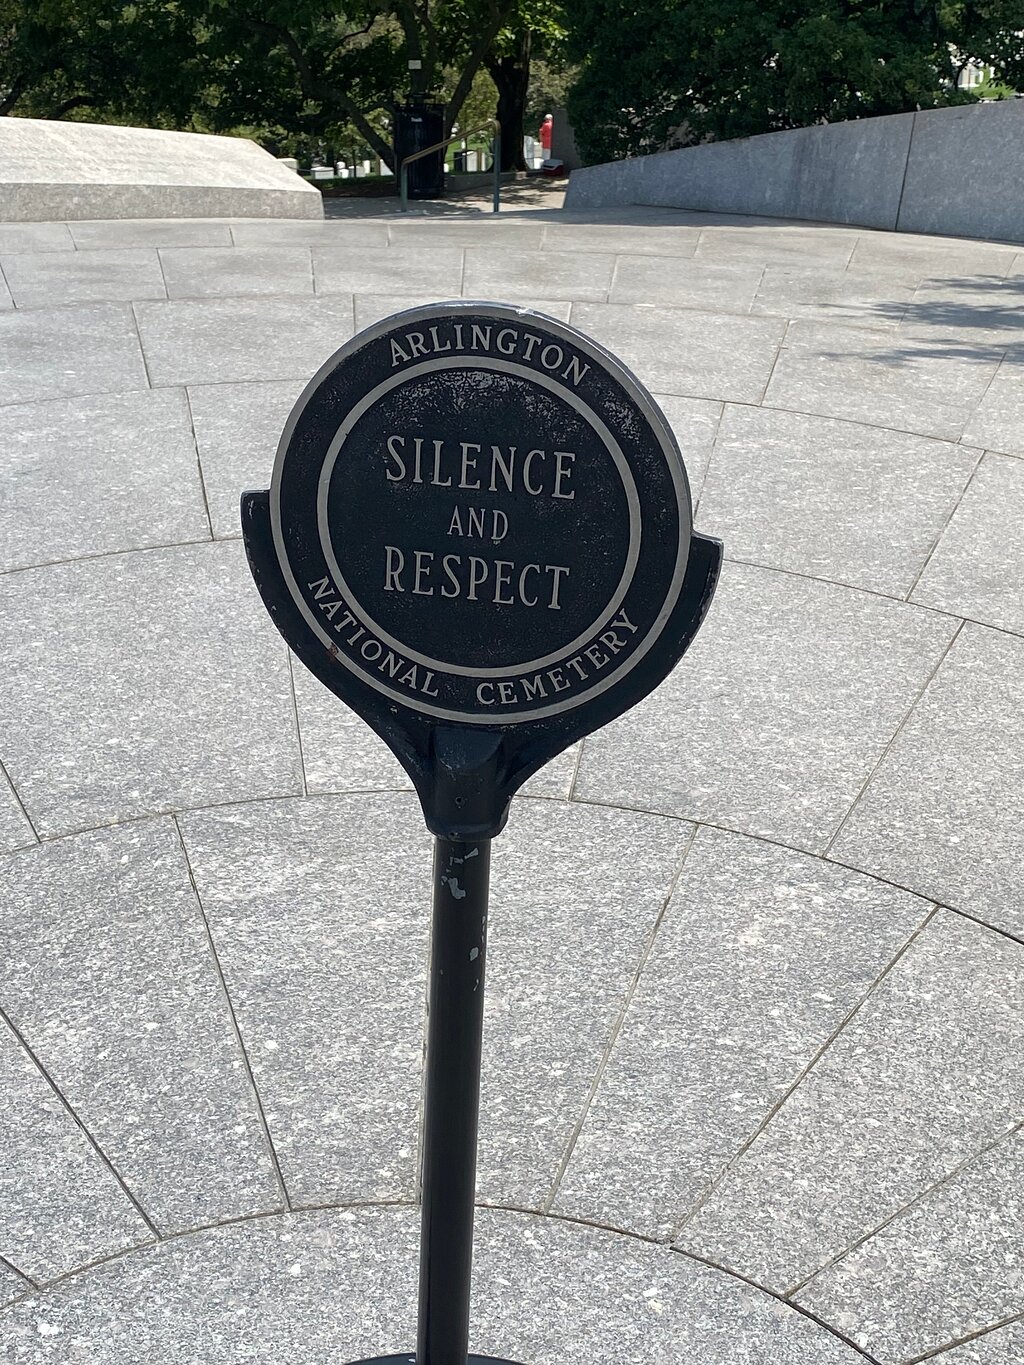 ARLINGTON
SILENCE
AND
RESPECT
NATIONAL CEMETERY